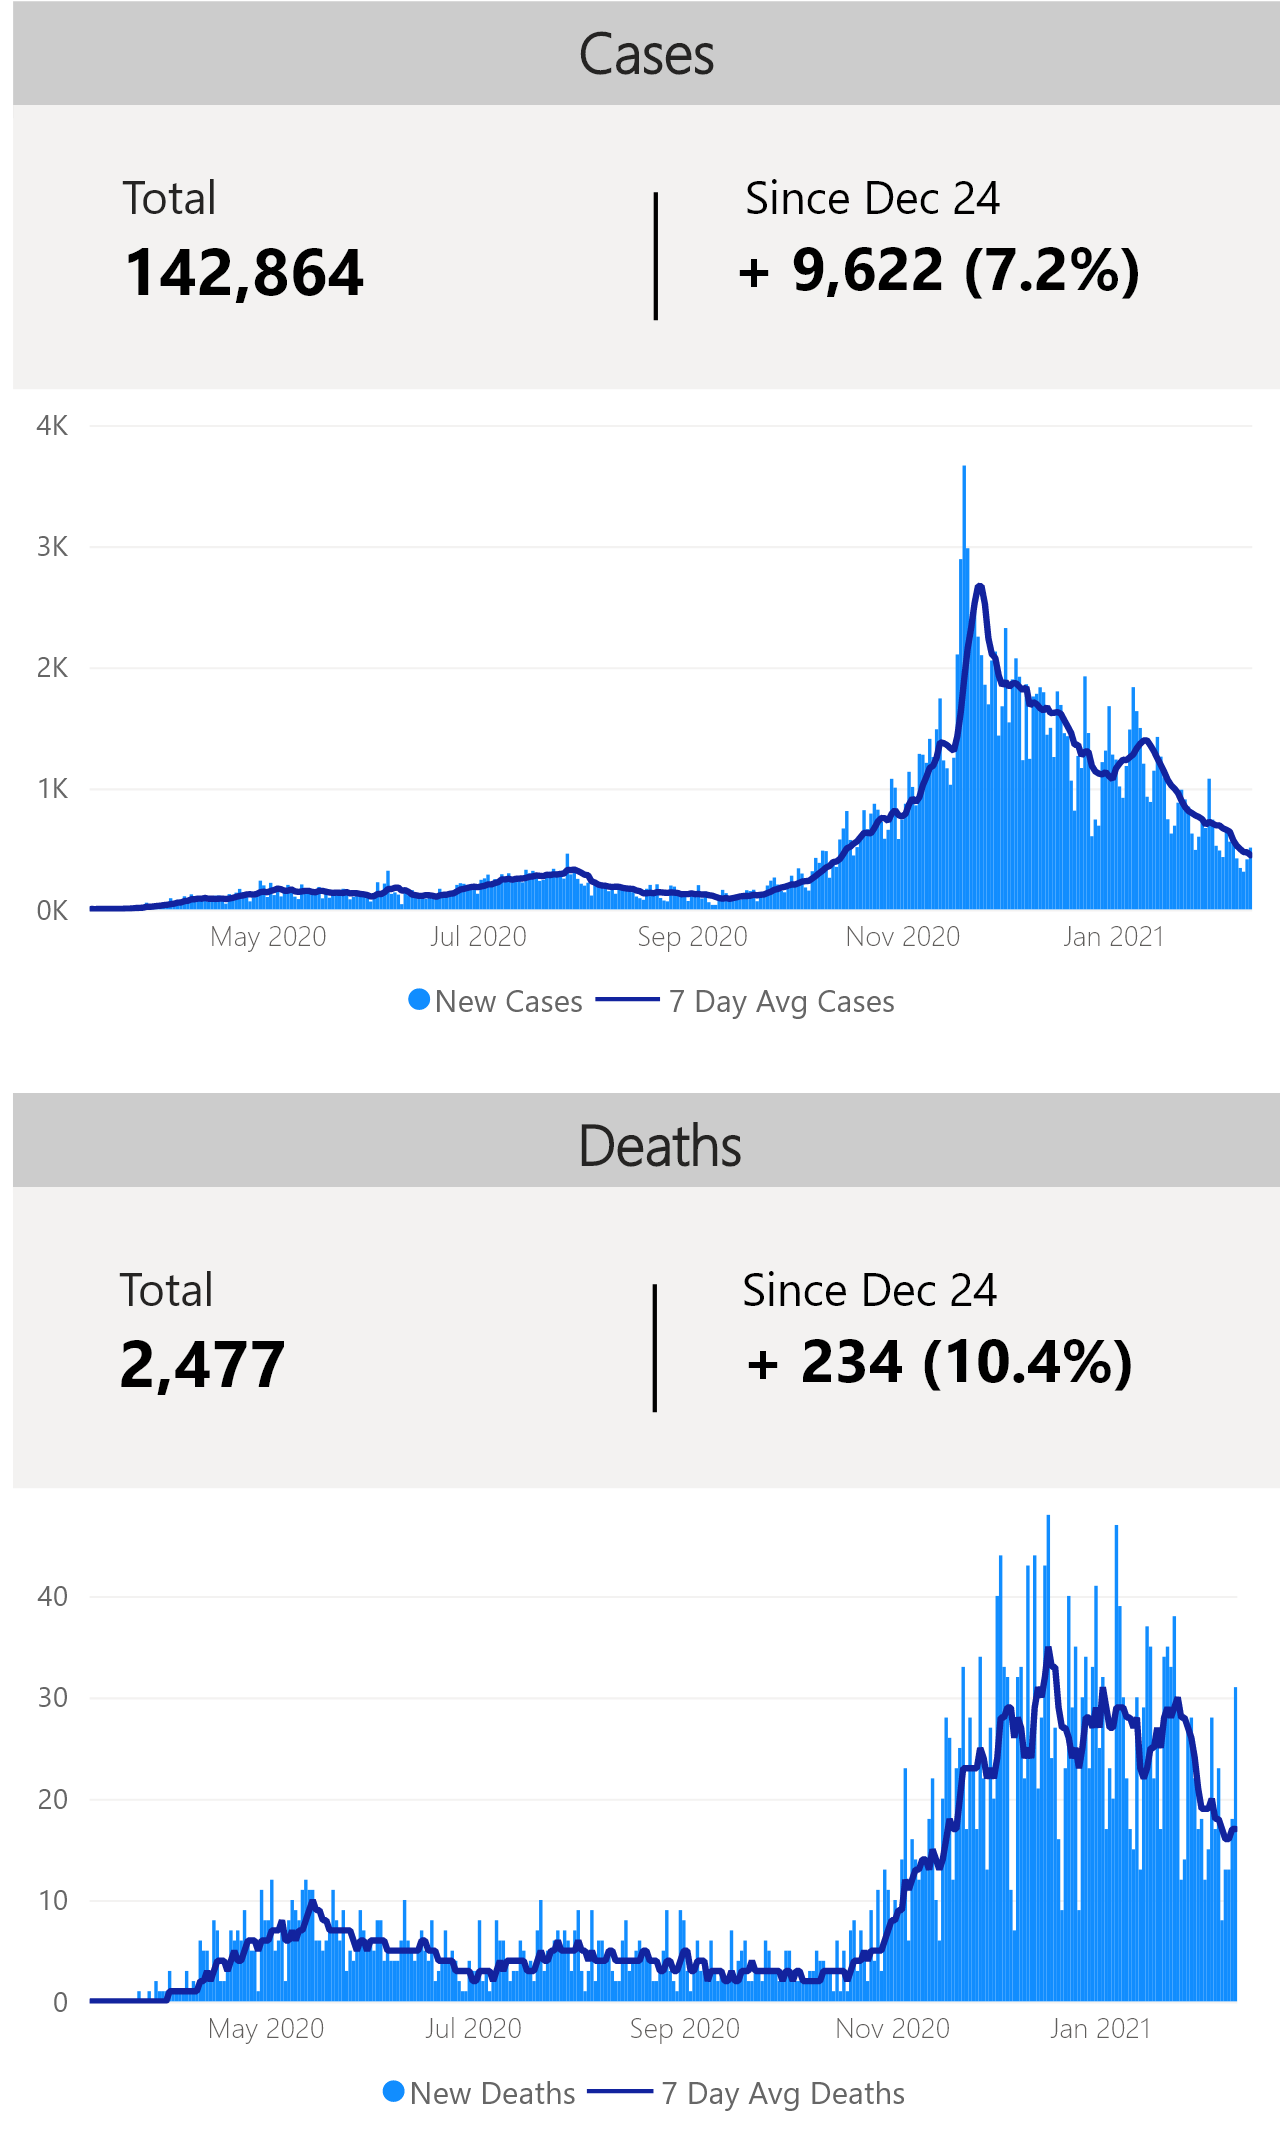 Cases
Total
Since Dec 24
142,864
+ 9,622 (7.2%)
4K
3K
2K
1K
0K
May 2020
Jul 2020
Sep 2020
Nov 2020
Jan 2021
New Cases
7 Day Avg Cases
Deaths
Total
Since Dec 24
2,477
+ 234 (10.4%)
40
30
20
10
0
May 2020
Jul 2020
Sep 2020
Nov 2020
Jan 2021
New Deaths
7 Day Avg Deaths